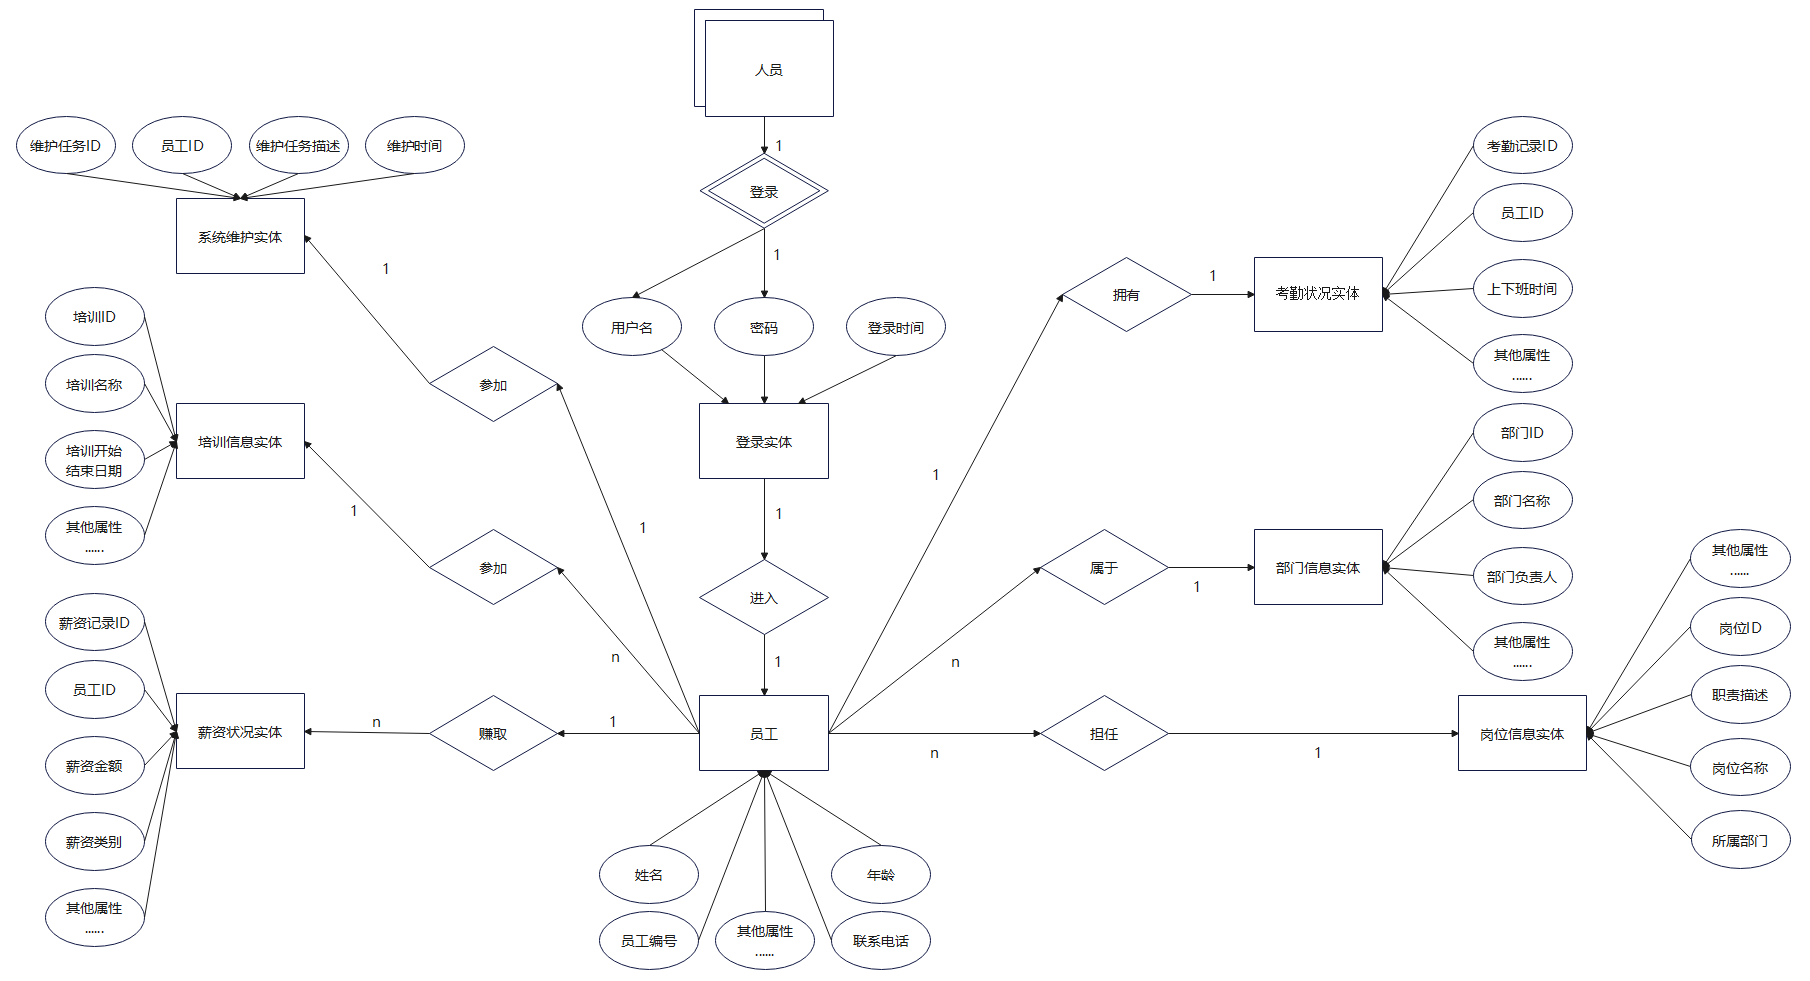 人员
1
登录
1
用户名
密码
登录时间
登录实体
1
进入
1
员工
维护任务ID
员工ID
维护任务描述
维护时间
系统维护实体
1
参加
1
培训ID
培训名称
培训开始
结束日期
其他属性
......
培训信息实体
1
参加
n
薪资记录ID
员工ID
薪资金额
薪资类别
其他属性
......
薪资状况实体
n
赚取
1
姓名
年龄
员工编号
其他属性
......
联系电话
1
拥有
1
考勤状况实体
考勤记录ID
员工ID
上下班时间
其他属性
......
n
属于
1
部门信息实体
部门ID
部门名称
部门负责人
其他属性
......
n
担任
1
岗位信息实体
其他属性
......
岗位ID
职责描述
岗位名称
所属部门